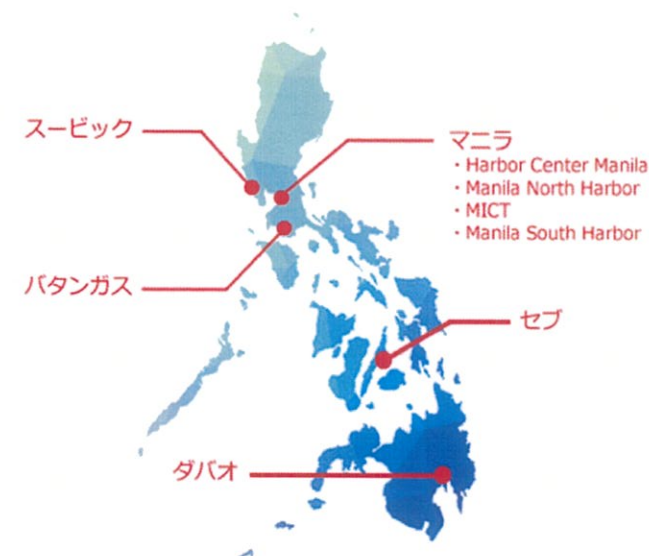 スービック
マニラ
・Harbor Center Manila
・Manila North Harbor
・MICT
・Manila South Harbor
バタンガス
セブ
ダバオ